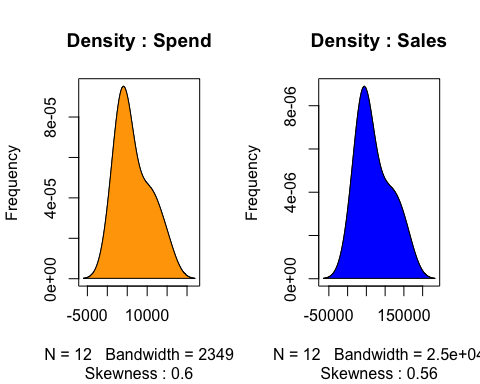 Density : Spend
Frequency
0e+00 4e-05 8e-05
-5000 10000
N = 12 Bandwidth = 2349
Skewness : 0.6
Density : Sales
Frequency
0e+00 4e-06 8e-06
-50000 150000
N = 12 Bandwidth = 2.5e+04
Skewness : 0.56